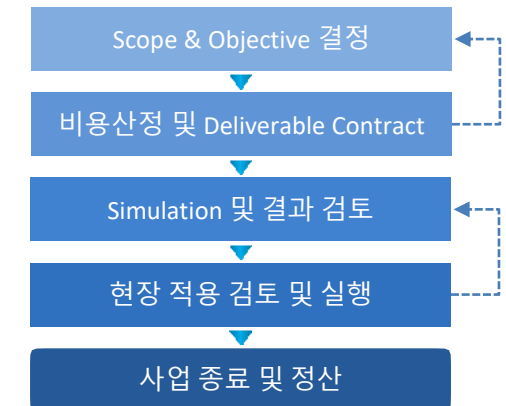 Scope & Objective 결정
비용산정 및 Deliverable Contract
Simulation 및 결과 검토
현장 적용 검토 및 실행
사업 종료 및 정산